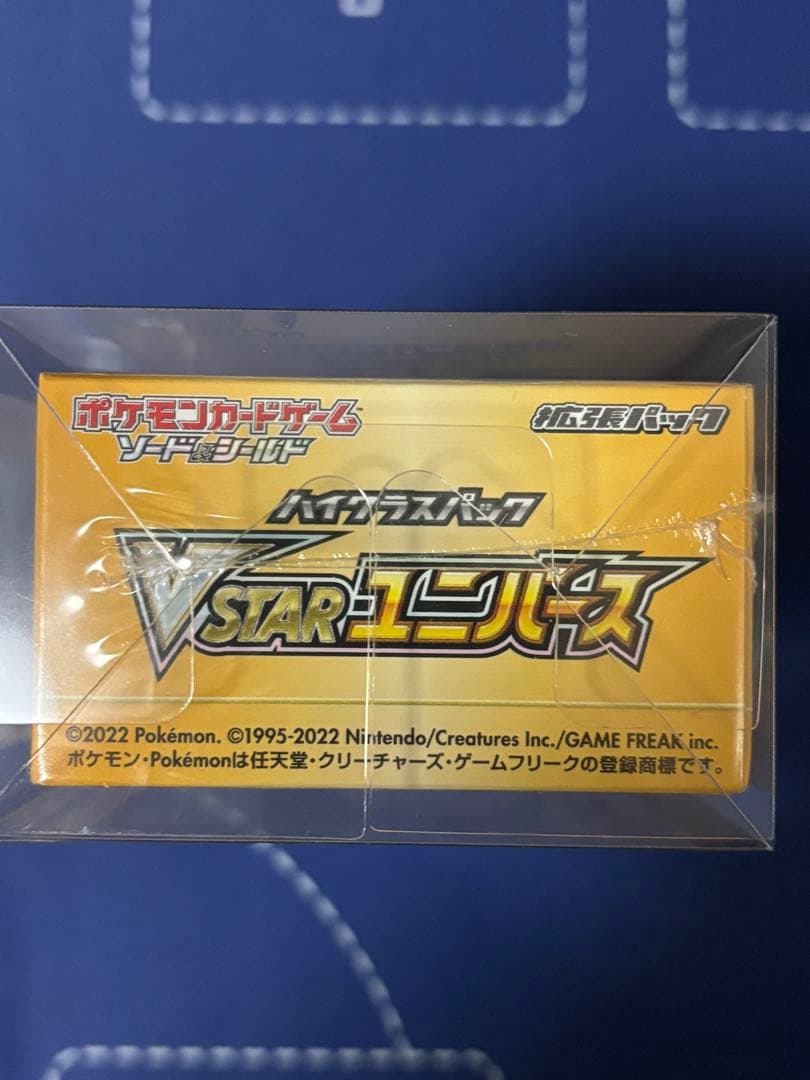 ポケモンカードゲーム™
ソード&シールド
拡張パック
ハイクラスパック
VSTARユニバース
©2022 Pokémon. ©1995-2022 Nintendo/Creatures Inc./GAME FREAK inc.
ポケモン・Pokémonは任天堂・クリーチャーズ・ゲームフリークの登録商標です。